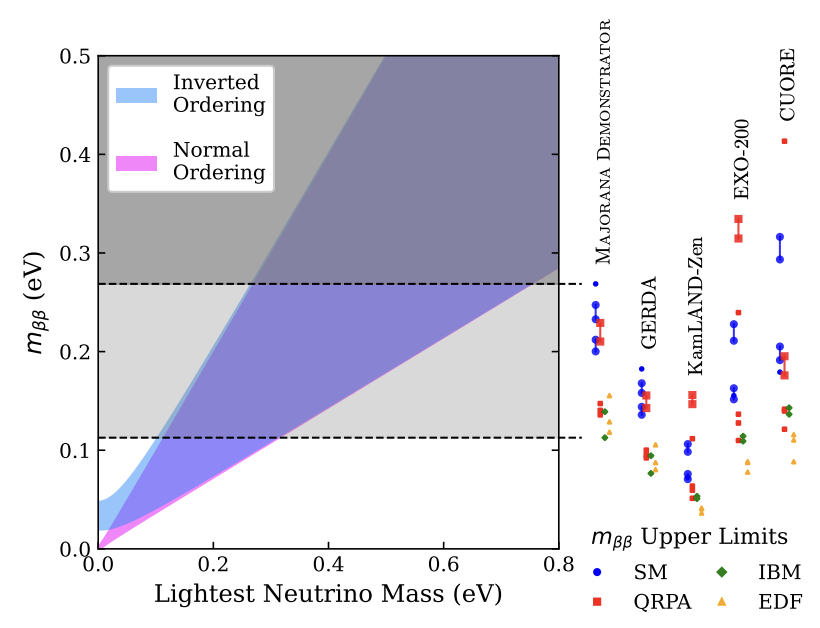 0.5
0.4
0.3
0.2
0.1
0.0
m_ββ (eV)
Inverted
Ordering
Normal
Ordering
0.0 0.2 0.4 0.6 0.8
Lightest Neutrino Mass (eV)
MAJORANA DEMONSTRATOR
GERDA
KamLAND-Zen
EXO-200
CUORE
m_ββ Upper Limits
SM IBM
QRPA EDF